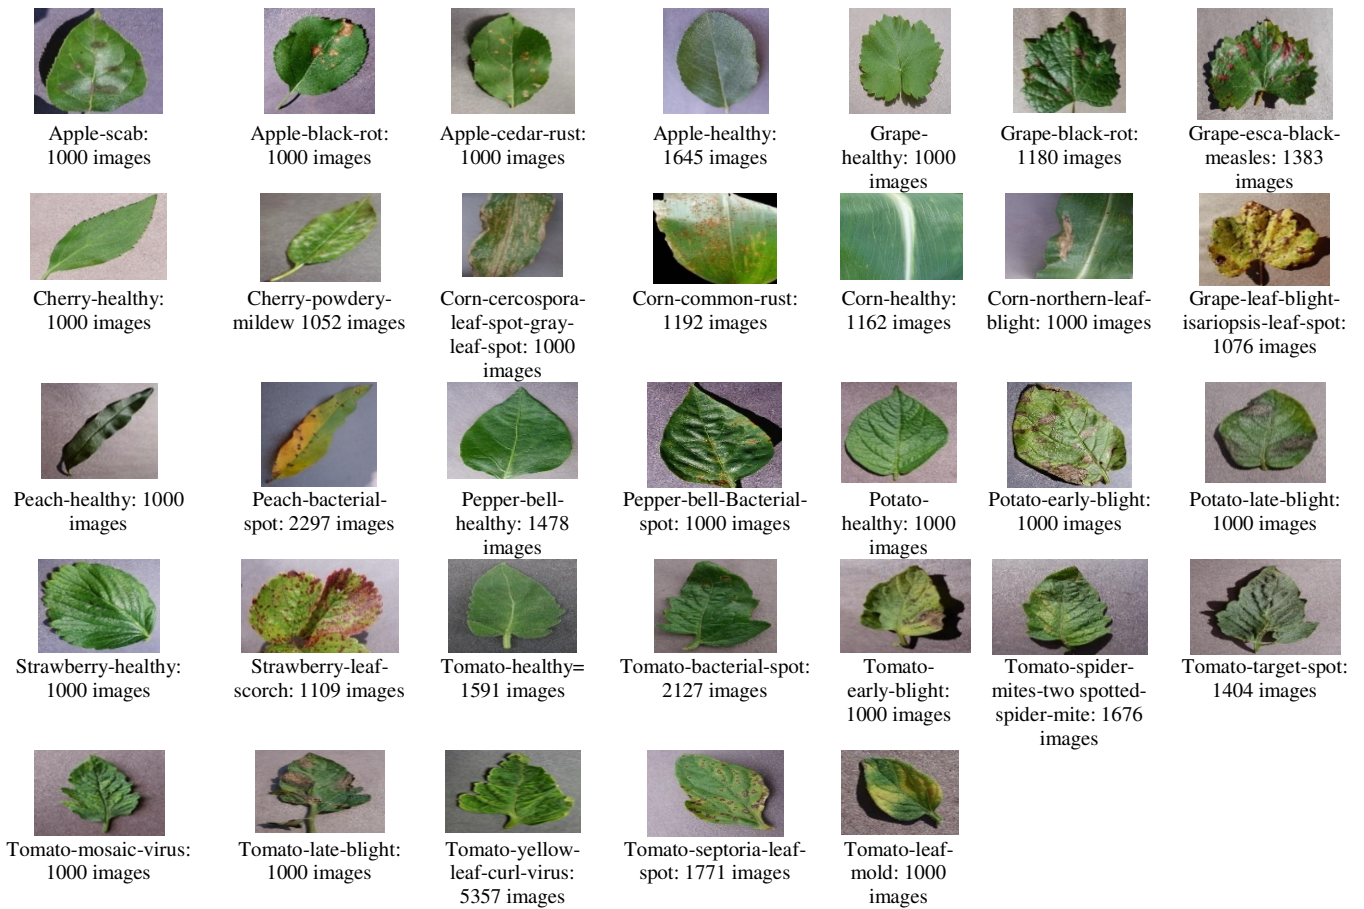 Apple-scab:
1000 images
Apple-black-rot:
1000 images
Apple-cedar-rust:
1000 images
Apple-healthy:
1645 images
Grape-
healthy: 1000
images
Grape-black-rot:
1180 images
Grape-esca-black-
measles: 1383
images
Cherry-healthy:
1000 images
Cherry-powdery-
mildew 1052 images
Corn-cercospora-
leaf-spot-gray-
leaf-spot: 1000
images
Corn-common-rust:
1192 images
Corn-healthy:
1162 images
Corn-northern-leaf-
blight: 1000 images
Grape-leaf-blight-
isariopsis-leaf-spot:
1076 images
Peach-healthy: 1000
images
Peach-bacterial-
spot: 2297 images
Pepper-bell-
healthy: 1478
images
Pepper-bell-Bacterial-
spot: 1000 images
Potato-
healthy: 1000
images
Potato-early-blight:
1000 images
Potato-late-blight:
1000 images
Strawberry-healthy:
1000 images
Strawberry-leaf-
scorch: 1109 images
Tomato-healthy=
1591 images
Tomato-bacterial-spot:
2127 images
Tomato-
early-blight:
1000 images
Tomato-spider-
mites-two spotted-
spider-mite: 1676
images
Tomato-target-spot:
1404 images
Tomato-mosaic-virus:
1000 images
Tomato-late-blight:
1000 images
Tomato-yellow-
leaf-curl-virus:
5357 images
Tomato-septoria-leaf-
spot: 1771 images
Tomato-leaf-
mold: 1000
images